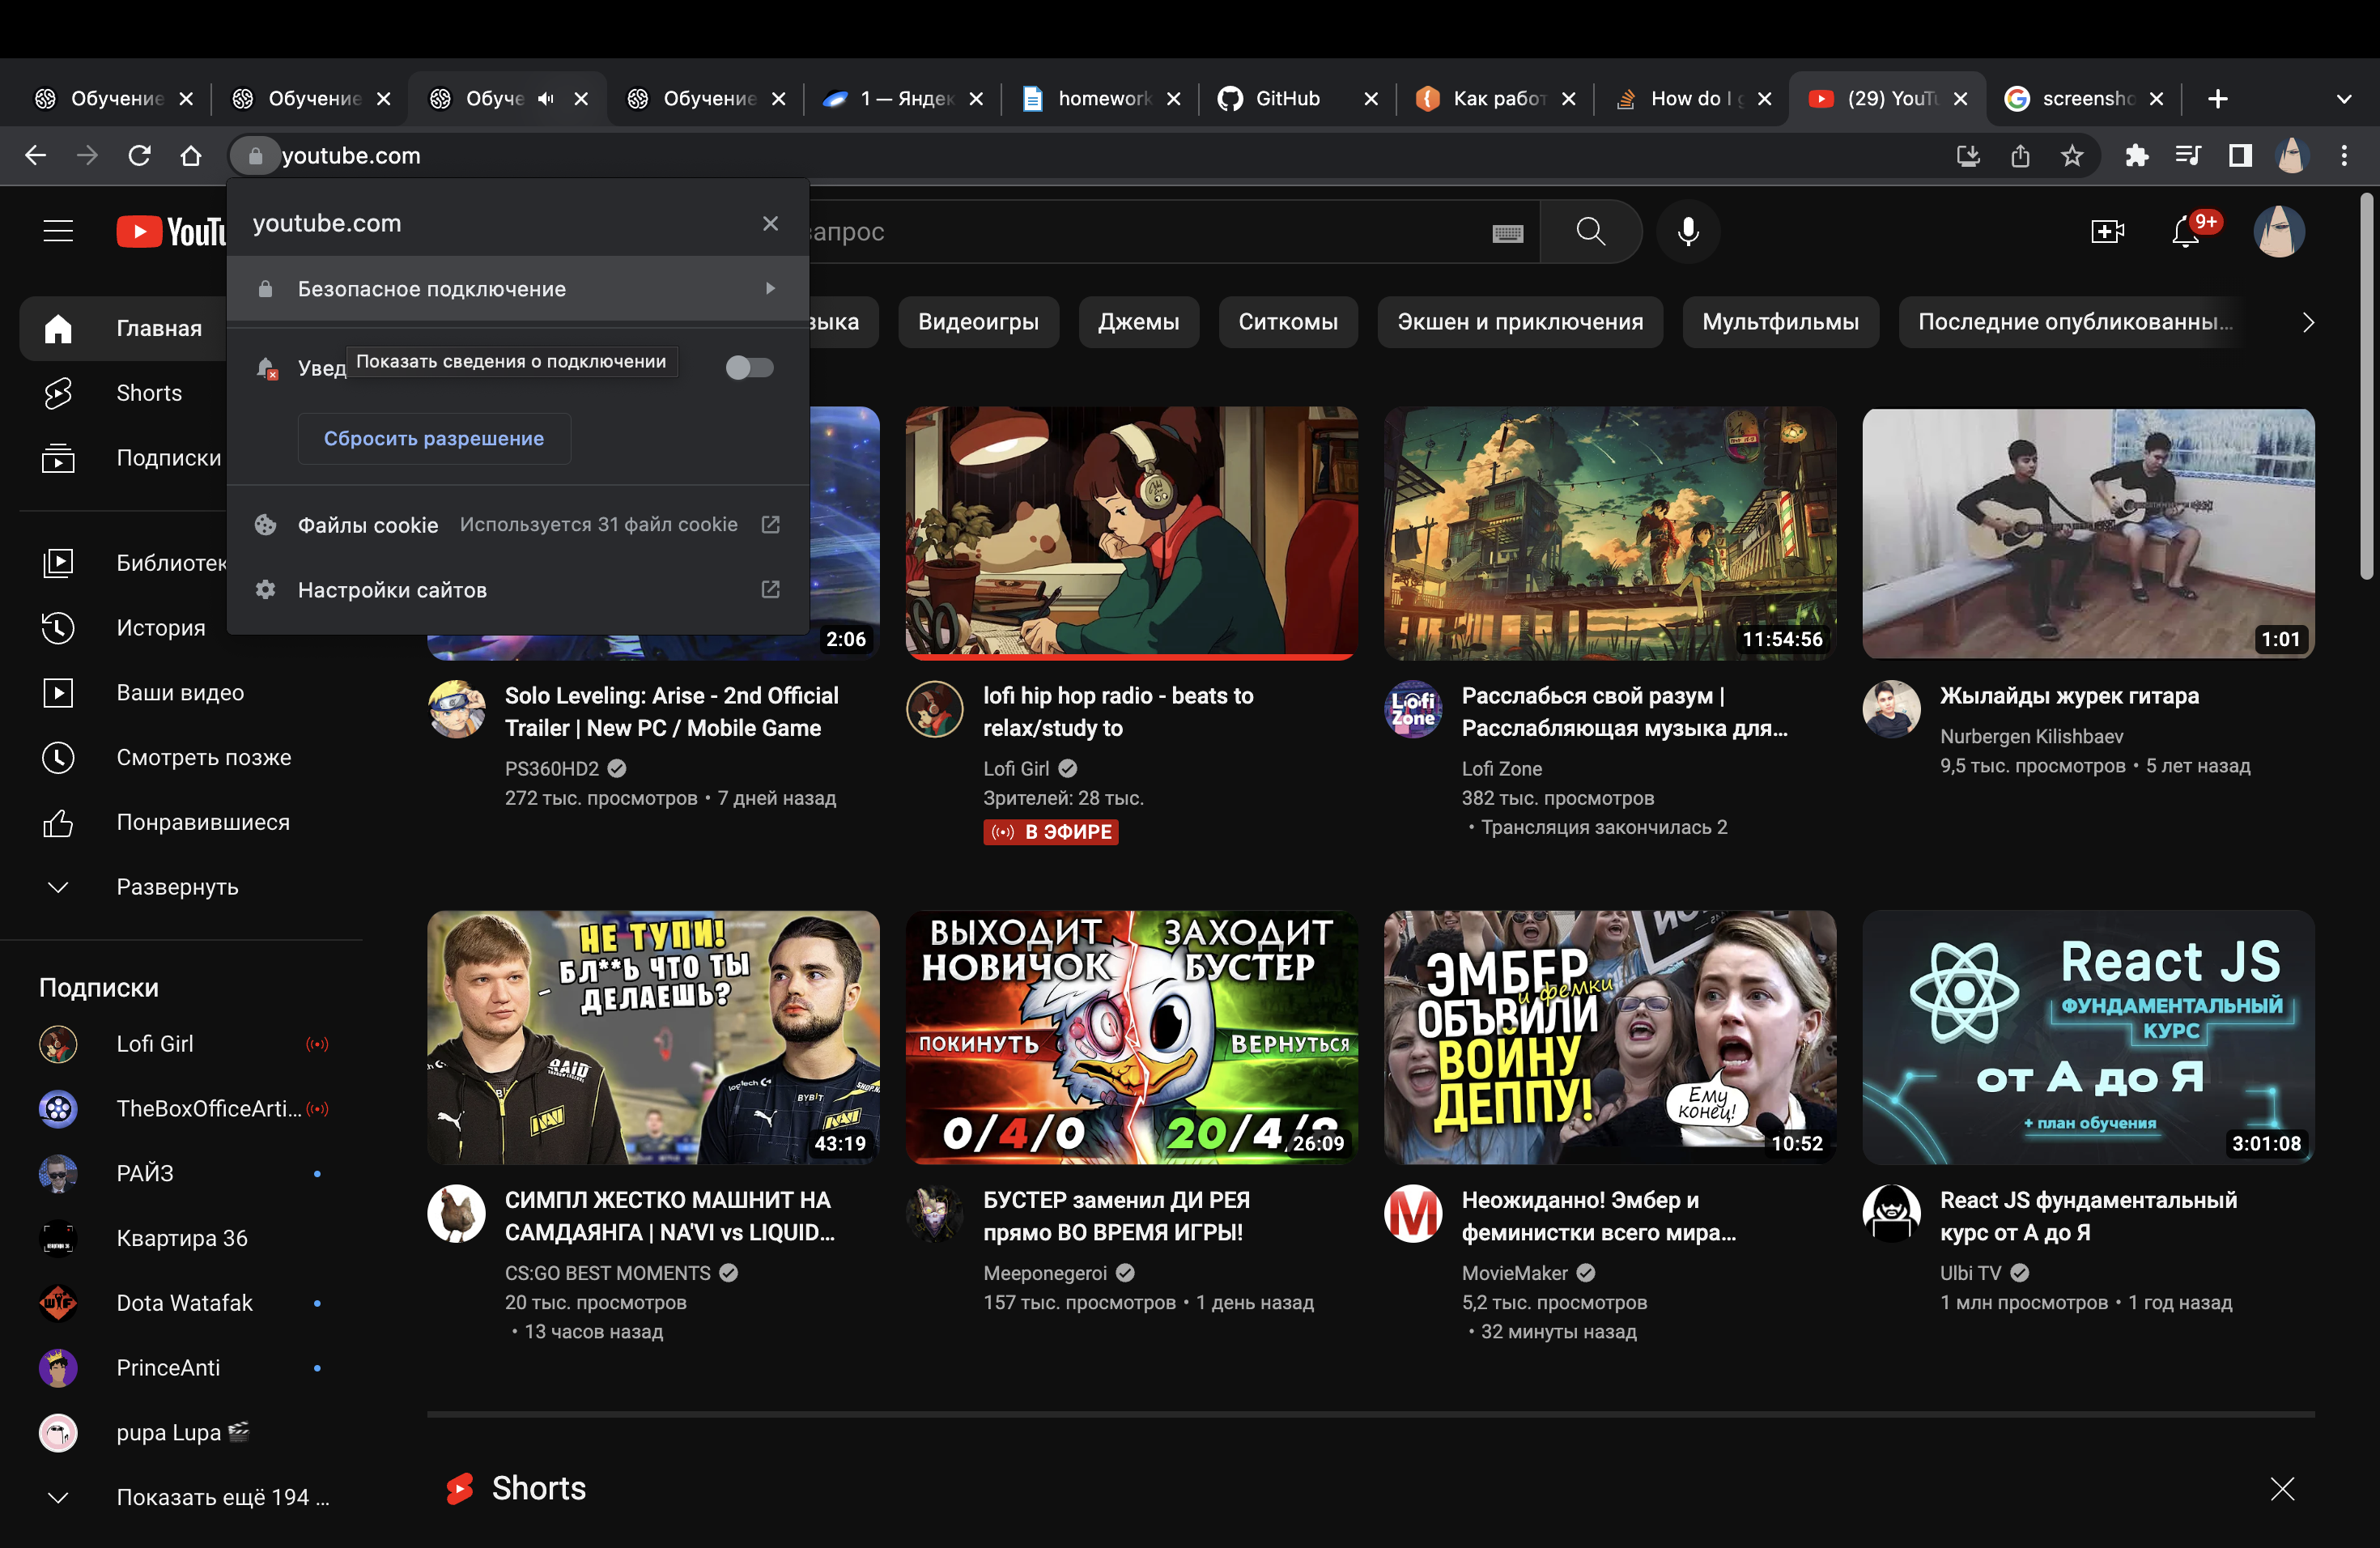 Обучение
Обучение
Обуче
Обучение
1 — Яндек
homework
GitHub
Как работ
How do I g
(29) YouTu
screensho
youtube.com
youtube.com
Безопасное подключение
Увед
Показать сведения о подключении
Сбросить разрешение
Файлы cookie Используется 31 файл cookie
Настройки сайтов
YouTu
апрос
9+
зыка
Видеоигры
Джемы
Ситкомы
Экшен и приключения
Мультфильмы
Последние опубликованны...
Главная
Shorts
Подписки
Библиотек
История
Ваши видео
Смотреть позже
Понравившиеся
Развернуть
Подписки
Lofi Girl
TheBoxOfficeArti...
РАЙЗ
Квартира 36
Dota Watafak
PrinceAnti
pupa Lupa 🎬
Показать ещё 194 ...
2:06
Solo Leveling: Arise - 2nd Official
Trailer | New PC / Mobile Game
PS360HD2
272 тыс. просмотров • 7 дней назад
lofi hip hop radio - beats to
relax/study to
Lofi Girl
Зрителей: 28 тыс.
В ЭФИРЕ
11:54:56
Lofi
Zone
Расслабься свой разум |
Расслабляющая музыка для...
Lofi Zone
382 тыс. просмотров
• Трансляция закончилась 2
1:01
Жылайды журек гитара
Nurbergen Kilishbaev
9,5 тыс. просмотров • 5 лет назад
НЕ ТУПИ!
БЛ**Ь ЧТО ТЫ
- ДЕЛАЕШЬ?
RAID
logitech G
BYBIT
43:19
СИМПЛ ЖЕСТКО МАШНИТ НА
САМДАЯНГА | NA'VI vs LIQUID...
CS:GO BEST MOMENTS
20 тыс. просмотров
• 13 часов назад
ВЫХОДИТ
НОВИЧОК
ЗАХОДИТ
БУСТЕР
ПОКИНУТЬ
ВЕРНУТЬСЯ
0/4/0
20/4/8
26:09
БУСТЕР заменил ДИ РЕЯ
прямо ВО ВРЕМЯ ИГРЫ!
Meeponegeroi
157 тыс. просмотров • 1 день назад
ЭМБЕР
и фемки
ОБЪВИЛИ
ВОЙНУ
ДЕППУ!
Ему
конец!
10:52
M
Неожиданно! Эмбер и
феминистки всего мира...
MovieMaker
5,2 тыс. просмотров
• 32 минуты назад
React JS
ФУНДАМЕНТАЛЬНЫЙ
КУРС
от А до Я
+ план обучения
3:01:08
React JS фундаментальный
курс от А до Я
Ulbi TV
1 млн просмотров • 1 год назад
Shorts